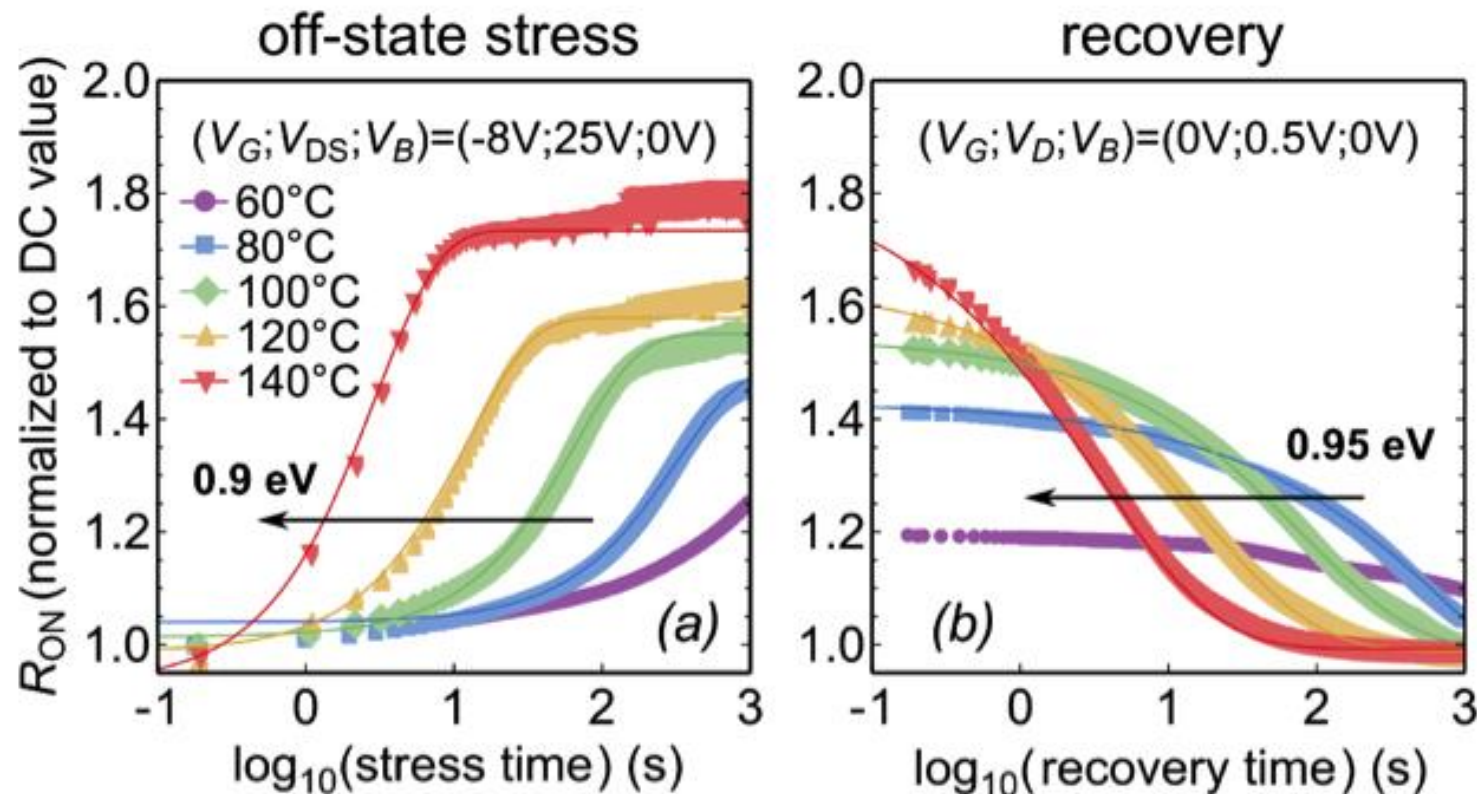 off-state stress
R_ON (normalized to DC value)
2.0
1.8
1.6
1.4
1.2
1.0
(V_G;V_DS;V_B)=(-8V;25V;0V)
60°C
80°C
100°C
120°C
140°C
0.9 eV
(a)
-1 0 1 2 3
log₁₀(stress time) (s)
recovery
2.0
1.8
1.6
1.4
1.2
1.0
(V_G;V_D;V_B)=(0V;0.5V;0V)
0.95 eV
(b)
-1 0 1 2 3
log₁₀(recovery time) (s)